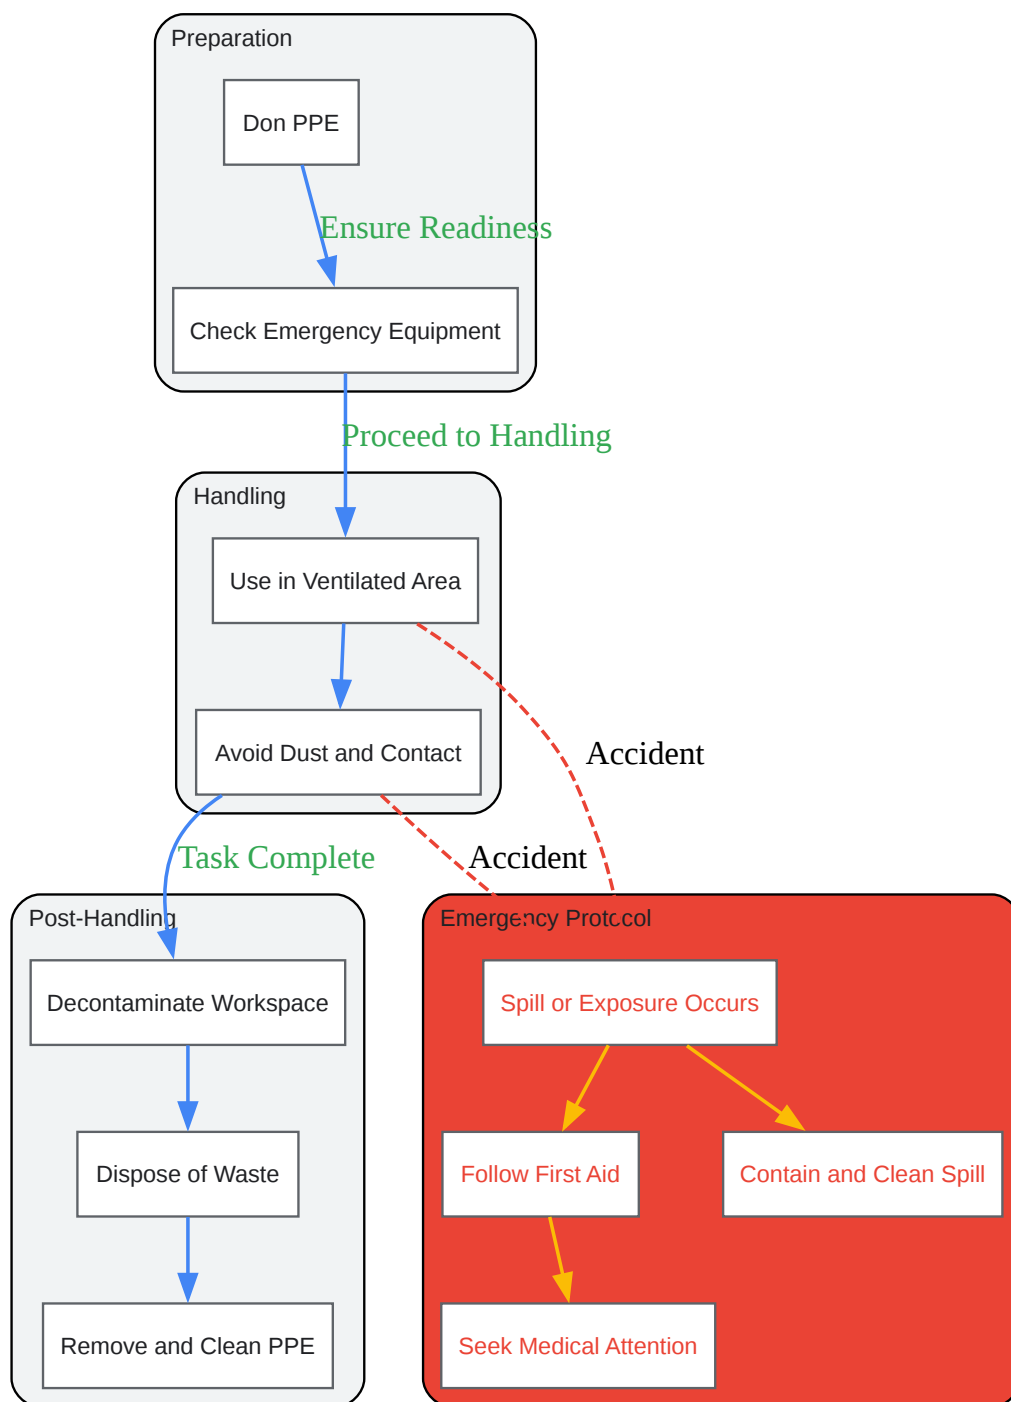 Preparation
Don PPE
Ensure Readiness
Check Emergency Equipment
Proceed to Handling
Handling
Use in Ventilated Area
Avoid Dust and Contact
Accident
Task Complete
Accident
Post-Handling
Decontaminate Workspace
Dispose of Waste
Remove and Clean PPE
Emergency Protocol
Spill or Exposure Occurs
Follow First Aid
Contain and Clean Spill
Seek Medical Attention